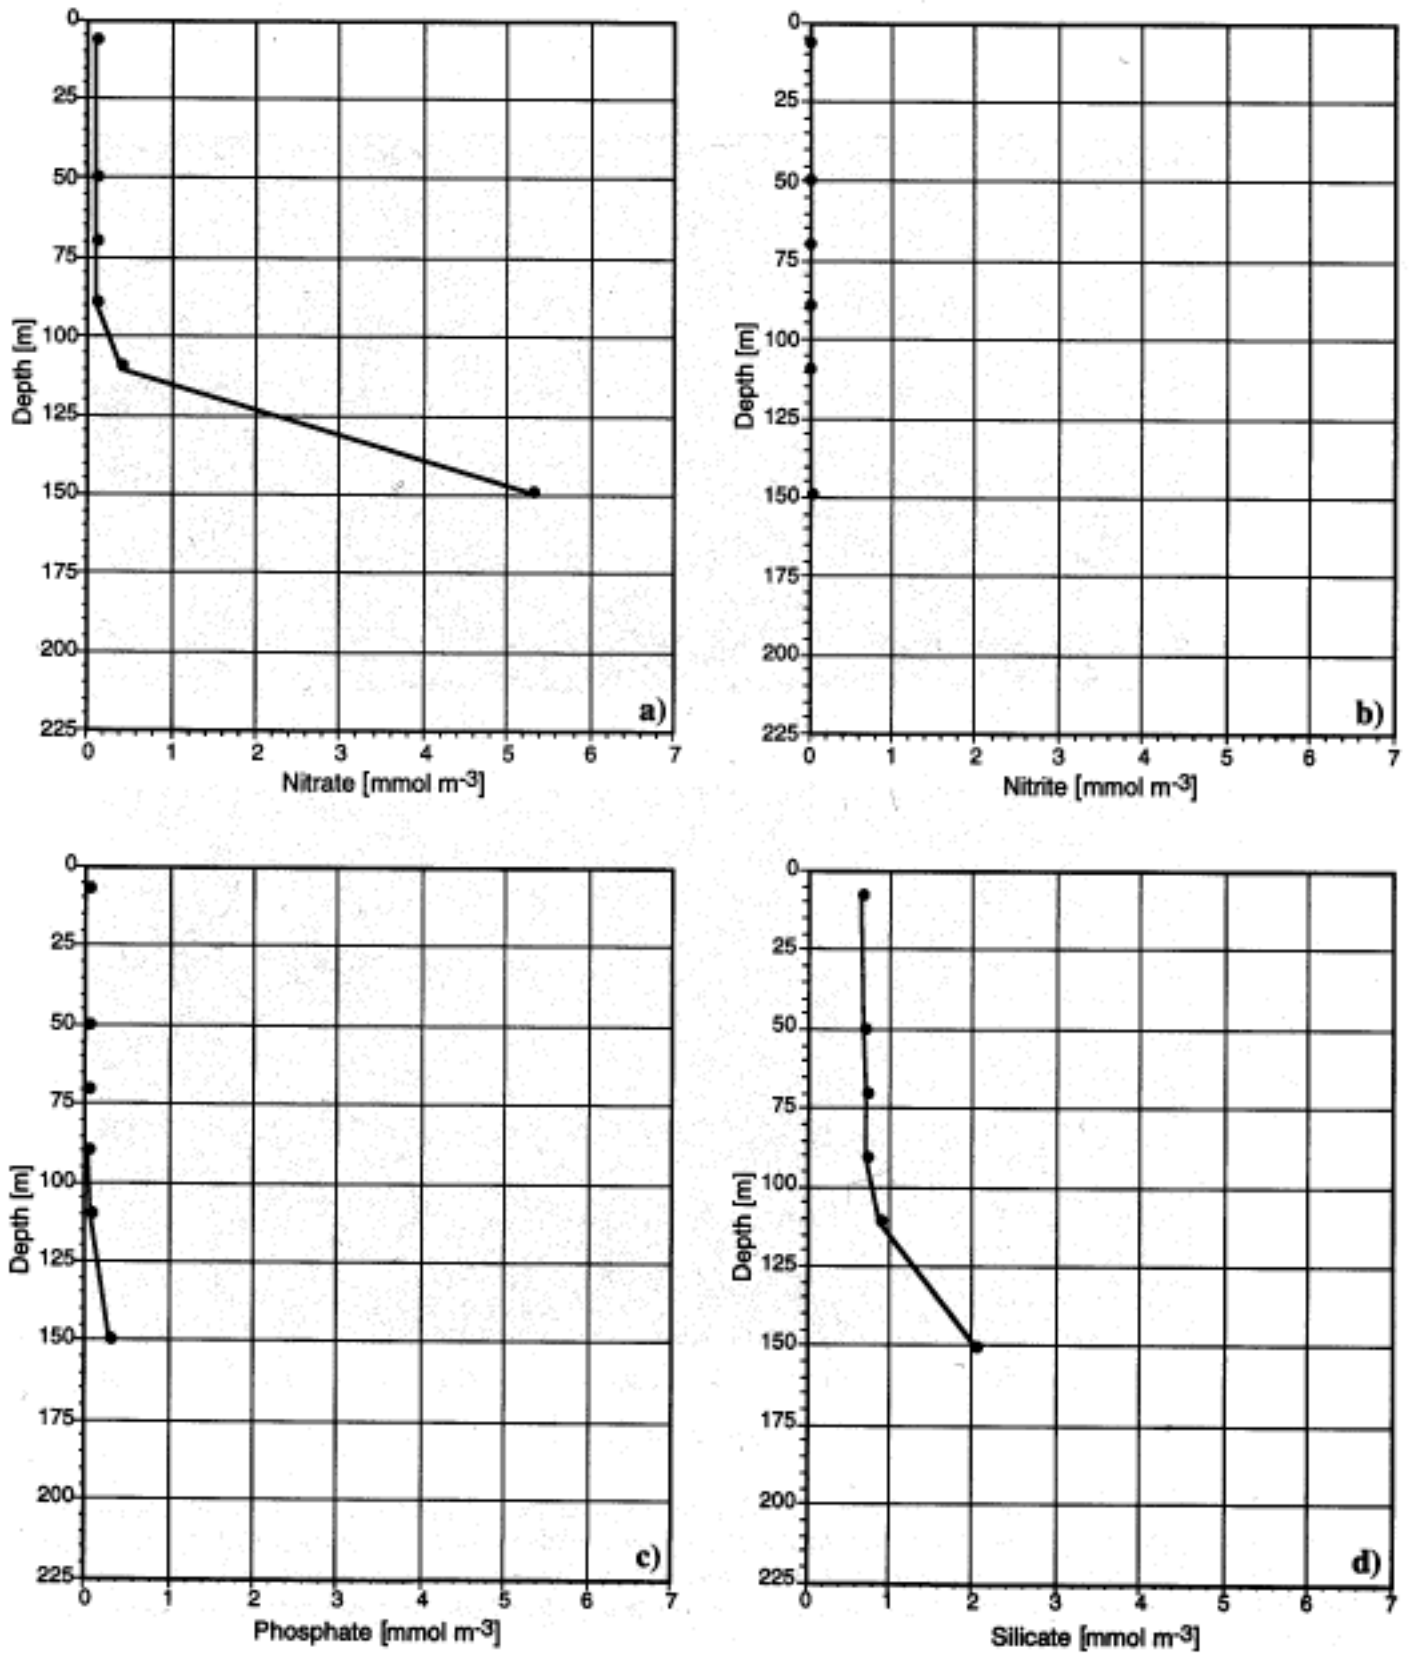 0
25
50
75
100
125
150
175
200
225
Depth [m]
a)
0 1 2 3 4 5 6 7
Nitrate [mmol m-3]
0
25
50
75
100
125
150
175
200
225
Depth [m]
b)
0 1 2 3 4 5 6 7
Nitrite [mmol m-3]
0
25
50
75
100
125
150
175
200
225
Depth [m]
c)
0 1 2 3 4 5 6 7
Phosphate [mmol m-3]
0
25
50
75
100
125
150
175
200
225
Depth [m]
d)
0 1 2 3 4 5 6 7
Silicate [mmol m-3]